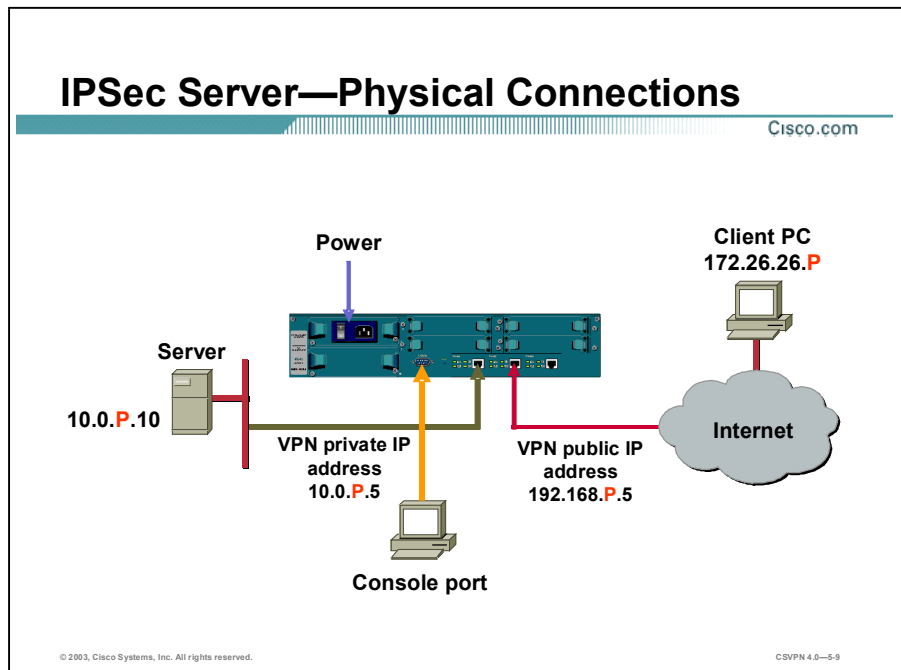 IPSec Server—Physical Connections
Cisco.com
Power
Client PC
172.26.26.P
Server
10.0.P.10
VPN private IP
address
10.0.P.5
VPN public IP
address
192.168.P.5
Internet
Console port
© 2003, Cisco Systems, Inc. All rights reserved.
CSVPN 4.0—5-9